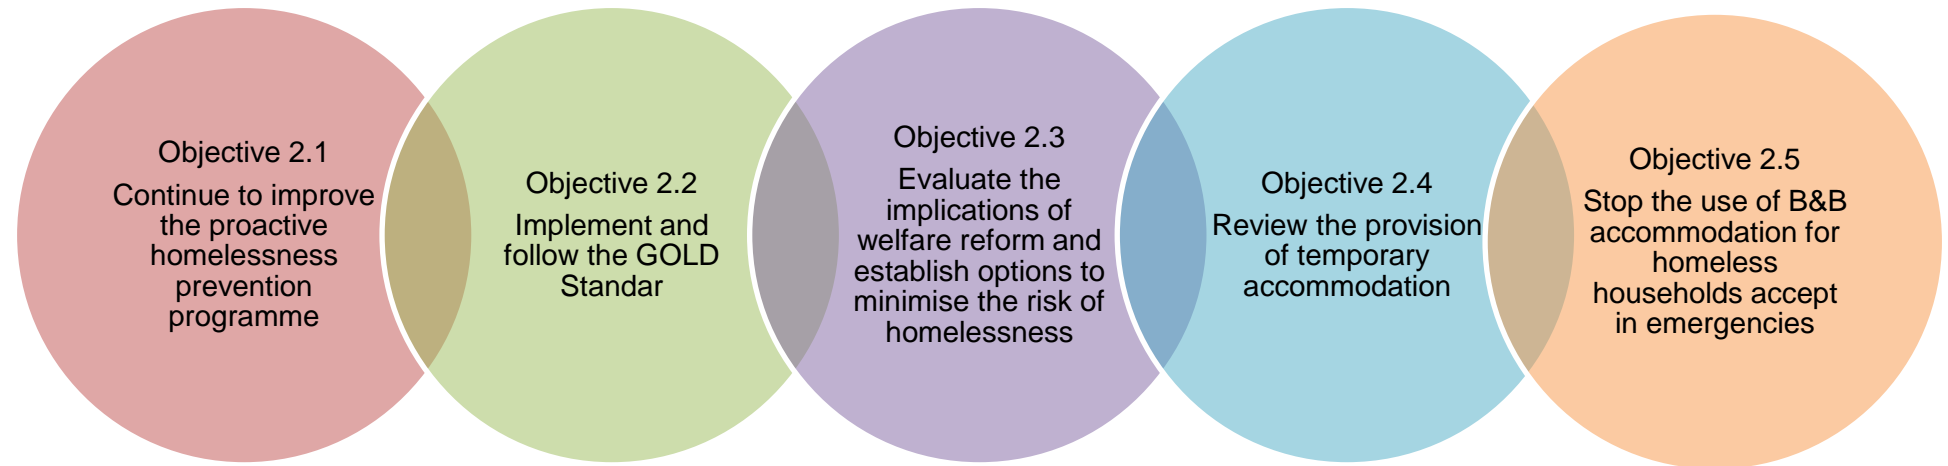 Objective 2.1
Continue to improve
the proactive
homelessness
prevention
programme
Objective 2.2
Implement and
follow the GOLD
Standar
Objective 2.3
Evaluate the
implications of
welfare reform and
establish options to
minimise the risk of
homelessness
Objective 2.4
Review the provision
of temporary
accommodation
Objective 2.5
Stop the use of B&B
accommodation for
homeless
households accept
in emergencies